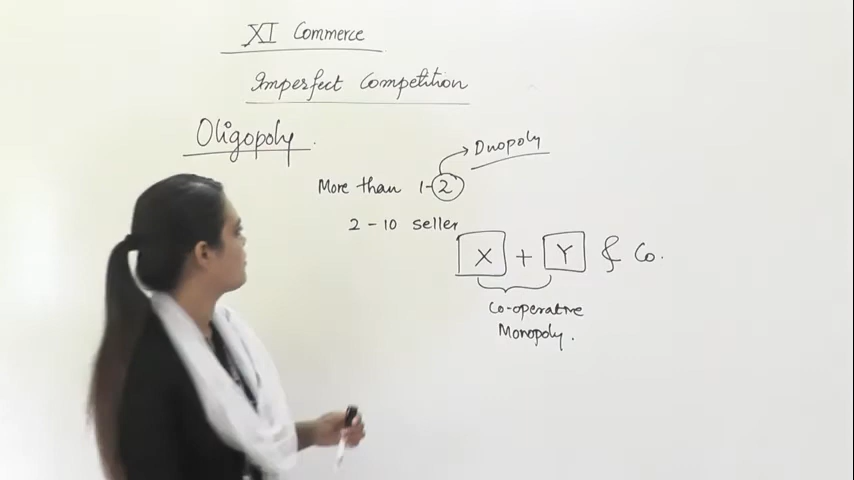 XI Commerce
Imperfect Competition
Oligopoly.
Duopoly
More than 1-2
2 - 10 seller
X + Y & Co.
Co-operative
Monopoly.